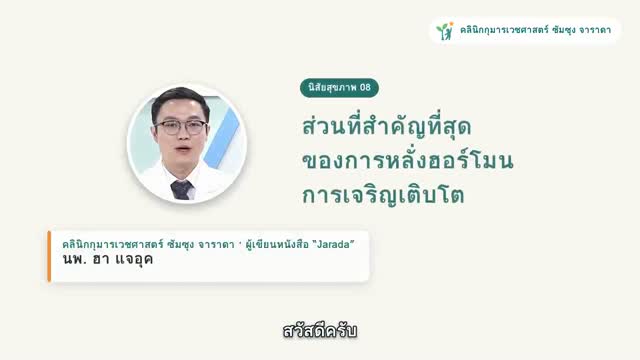 คลินิกกุมารเวชศาสตร์ ซัมซุง จาราดา
นิสัยสุขภาพ 08
ส่วนที่สำคัญที่สุด
ของการหลั่งฮอร์โมน
การเจริญเติบโต
คลินิกกุมารเวชศาสตร์ ซัมซุง จาราดา · ผู้เขียนหนังสือ "Jarada"
นพ. ฮา แจอุค
สวัสดีครับ